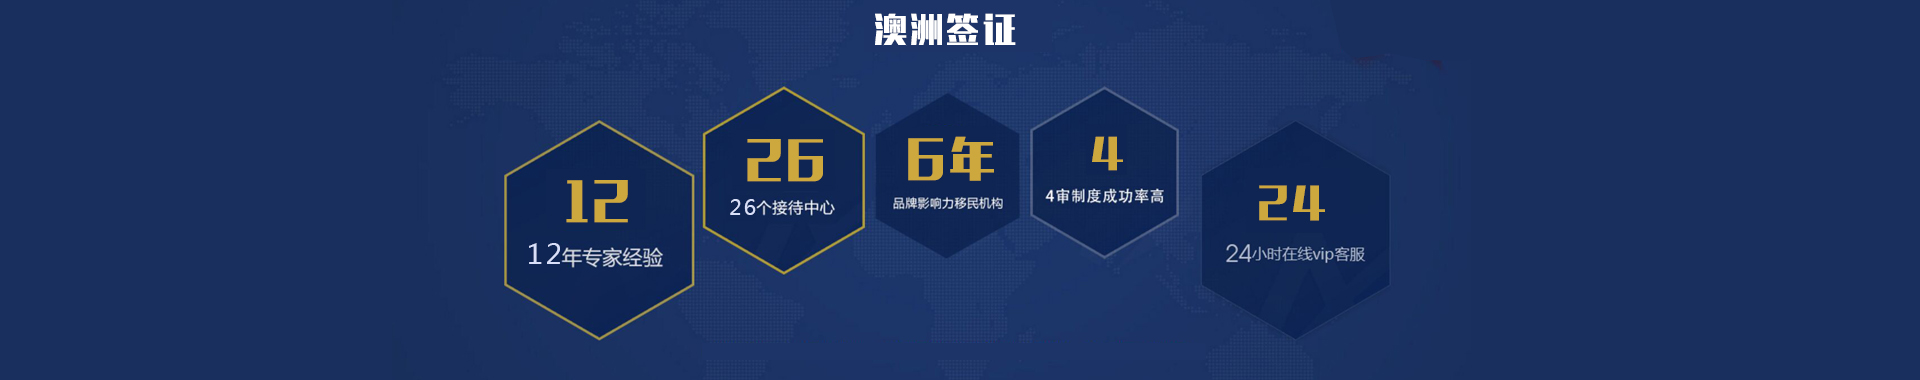 澳洲签证
12
12年专家经验
26
26个接待中心
6年
品牌影响力移民机构
4
4审制度成功率高
24
24小时在线vip客服